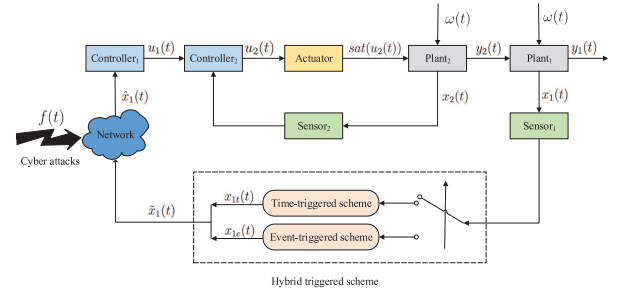 ω(t) ω(t)
Controller₁ u₁(t) Controller₂ u₂(t) Actuator sat(u₂(t)) Plant₂ y₂(t) Plant₁ y₁(t)
x̂₁(t) x₂(t) x₁(t)
f(t) Network Sensor₂ Sensor₁
Cyber attacks
x̃₁(t) x₁ₜ(t) Time-triggered scheme
x₁ₑ(t) Event-triggered scheme
Hybrid triggered scheme